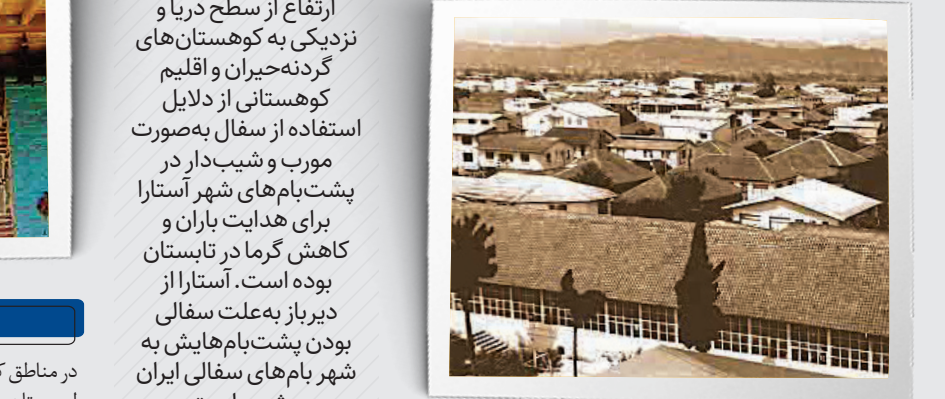 ارتفاع از سطح دریا و
نزدیکی به کوهستان‌های
گردنه‌حیران و اقلیم
کوهستانی از دلایل
استفاده از سفال به‌صورت
مورب و شیب‌دار در
پشت‌بام‌های شهر آستارا
برای هدایت باران و
کاهش گرما در تابستان
بوده است. آستارا از
دیرباز به‌علت سفالی
بودن پشت‌بام‌هایش به
شهر بام‌های سفالی ایران
در مناطق